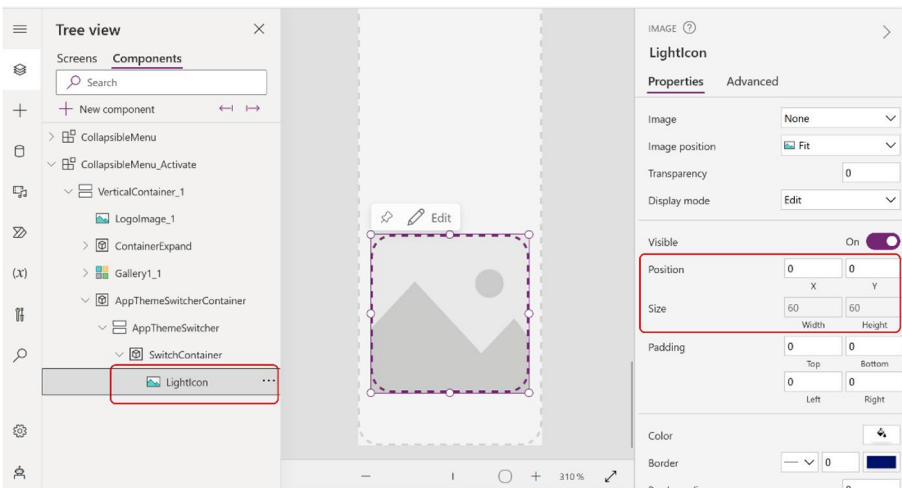 Tree view
Screens Components
Search
New component
CollapsibleMenu
CollapsibleMenu_Activate
VerticalContainer_1
LogoImage_1
ContainerExpand
Gallery1_1
AppThemeSwitcherContainer
AppThemeSwitcher
SwitchContainer
LightIcon
(x)
Edit
310 %
IMAGE
LightIcon
Properties Advanced
Image None
Image position Fit
Transparency 0
Display mode Edit
Visible On
Position 0 0
X Y
Size 60 60
Width Height
Padding 0 0
Top Bottom
0 0
Left Right
Color
Border 0